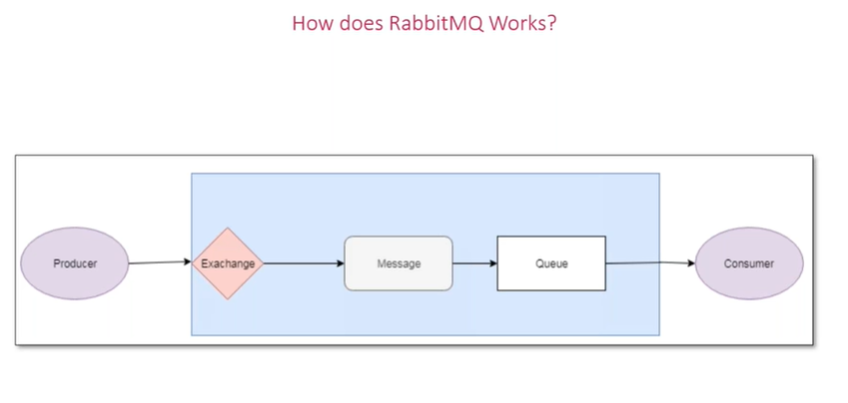 How does RabbitMQ Works?
Producer
Exachange
Message
Queue
Consumer